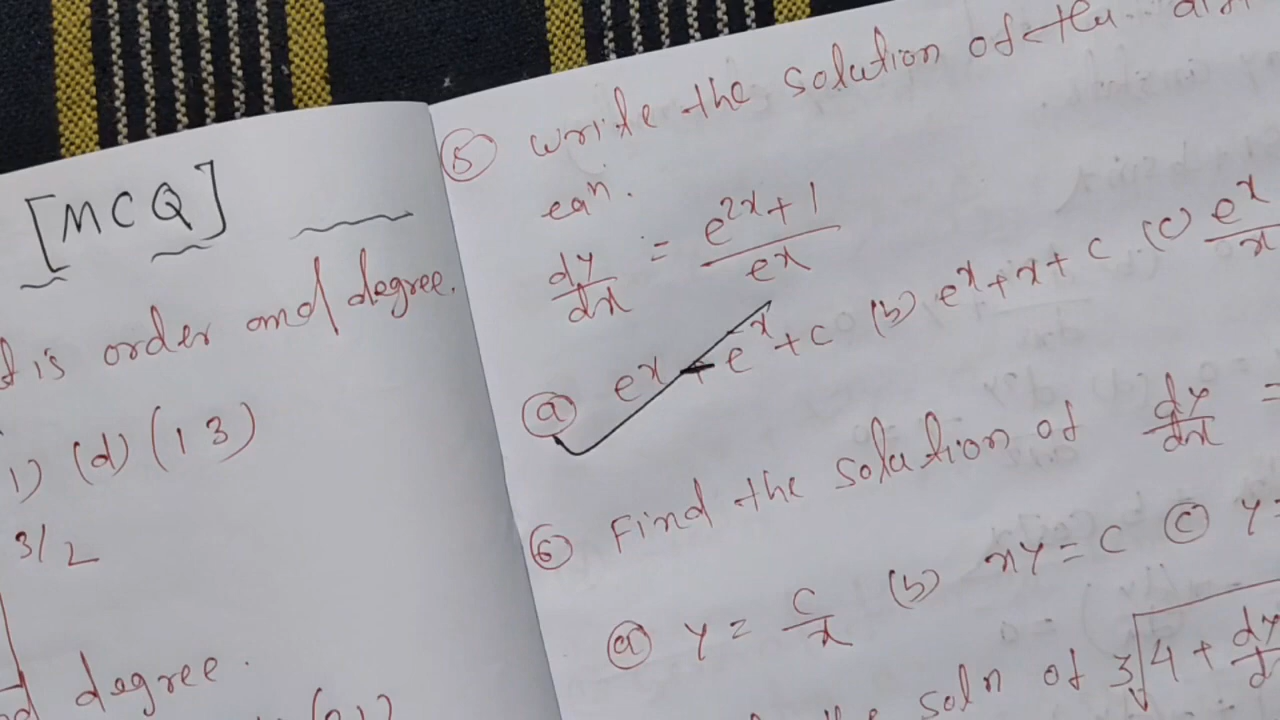 [MCQ]
is order and degree.
1) (d) (1 3)
3/2
degree.
(5) Write the solution of the
eqn.
dy/dx = e^2x + 1 / e^x
(a) e^x - e^x + c (b) e^x + x + c (c) e^x / x
(6) Find the solution of dy/dx =
(a) y = c/x (b) xy = c (c) y =
soln of ∛4 + dy/d